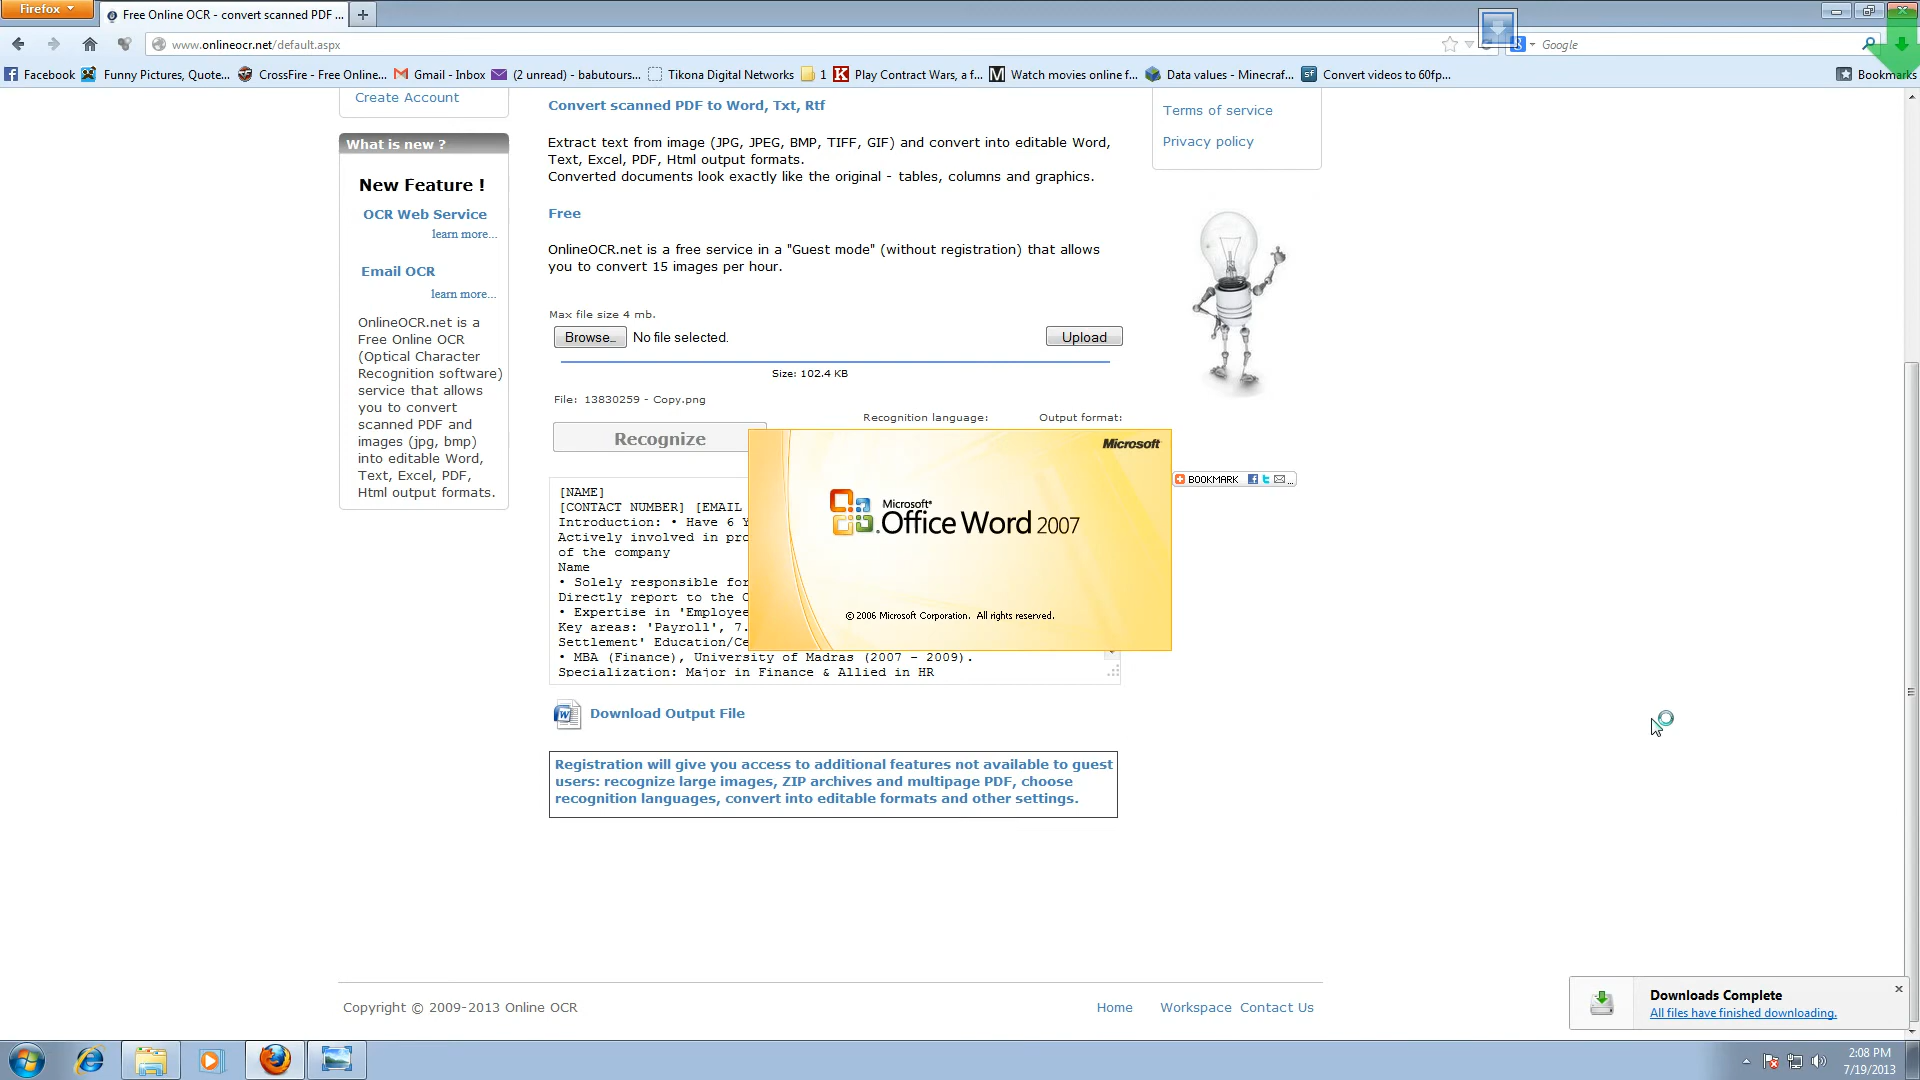 Firefox
Free Online OCR - convert scanned PDF ...
www.onlineocr.net/default.aspx
Google
Facebook
Funny Pictures, Quote...
CrossFire - Free Online...
Gmail - Inbox
(2 unread) - babutours...
Tikona Digital Networks
1
Play Contract Wars, a f...
Watch movies online f...
Data values - Minecraf...
Convert videos to 60fp...
Bookmarks
Create Account
What is new ?
New Feature !
OCR Web Service
learn more...
Email OCR
learn more...
OnlineOCR.net is a
Free Online OCR
(Optical Character
Recognition software)
service that allows
you to convert
scanned PDF and
images (jpg, bmp)
into editable Word,
Text, Excel, PDF,
Html output formats.
Convert scanned PDF to Word, Txt, Rtf
Extract text from image (JPG, JPEG, BMP, TIFF, GIF) and convert into editable Word,
Text, Excel, PDF, Html output formats.
Converted documents look exactly like the original - tables, columns and graphics.
Free
OnlineOCR.net is a free service in a "Guest mode" (without registration) that allows
you to convert 15 images per hour.
Max file size 4 mb.
Browse... No file selected.
Upload
Size: 102.4 KB
File: 13830259 - Copy.png
Recognition language:
Output format:
Recognize
[NAME]
[CONTACT NUMBER] [EMAIL
Introduction: • Have 6 Y
Actively involved in pro
of the company
Name
• Solely responsible for
Directly report to the C
• Expertise in 'Employee
Key areas: 'Payroll', 7.
Settlement' Education/Ce
• MBA (Finance), University of Madras (2007 - 2009).
Specialization: Major in Finance & Allied in HR
Microsoft
Microsoft®
Office Word 2007
© 2006 Microsoft Corporation. All rights reserved.
Download Output File
Registration will give you access to additional features not available to guest
users: recognize large images, ZIP archives and multipage PDF, choose
recognition languages, convert into editable formats and other settings.
Terms of service
Privacy policy
BOOKMARK
Copyright © 2009-2013 Online OCR
Home
Workspace
Contact Us
Downloads Complete
All files have finished downloading.
2:08 PM
7/19/2013